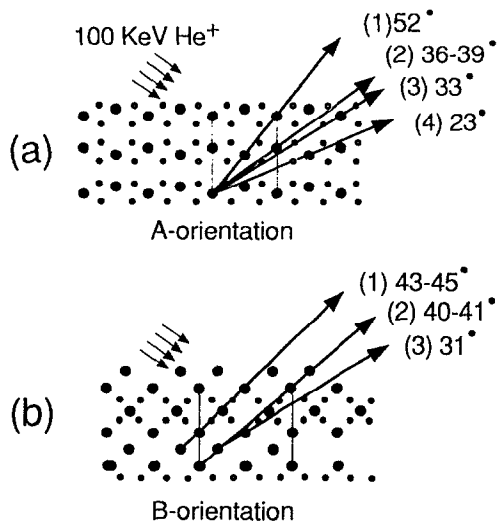 100 KeV He+
(1)52°
(2) 36-39°
(3) 33°
(4) 23°
(a)
A-orientation
(1) 43-45°
(2) 40-41°
(3) 31°
(b)
B-orientation